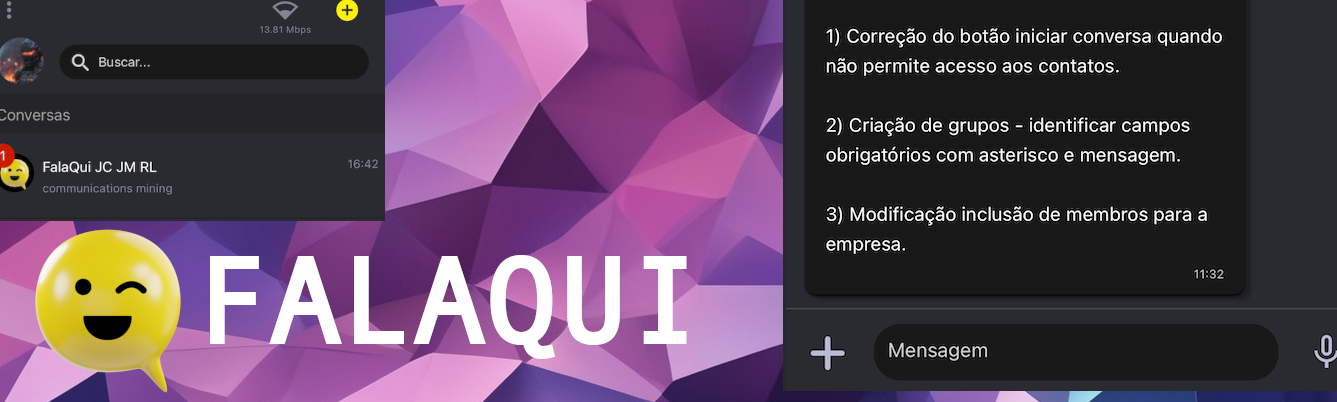 13.81 Mbps
Buscar...
Conversas
1
FalaQui JC JM RL
16:42
communications mining
FALAQUI
1) Correção do botão iniciar conversa quando
não permite acesso aos contatos.
2) Criação de grupos - identificar campos
obrigatórios com asterisco e mensagem.
3) Modificação inclusão de membros para a
empresa.
11:32
Mensagem